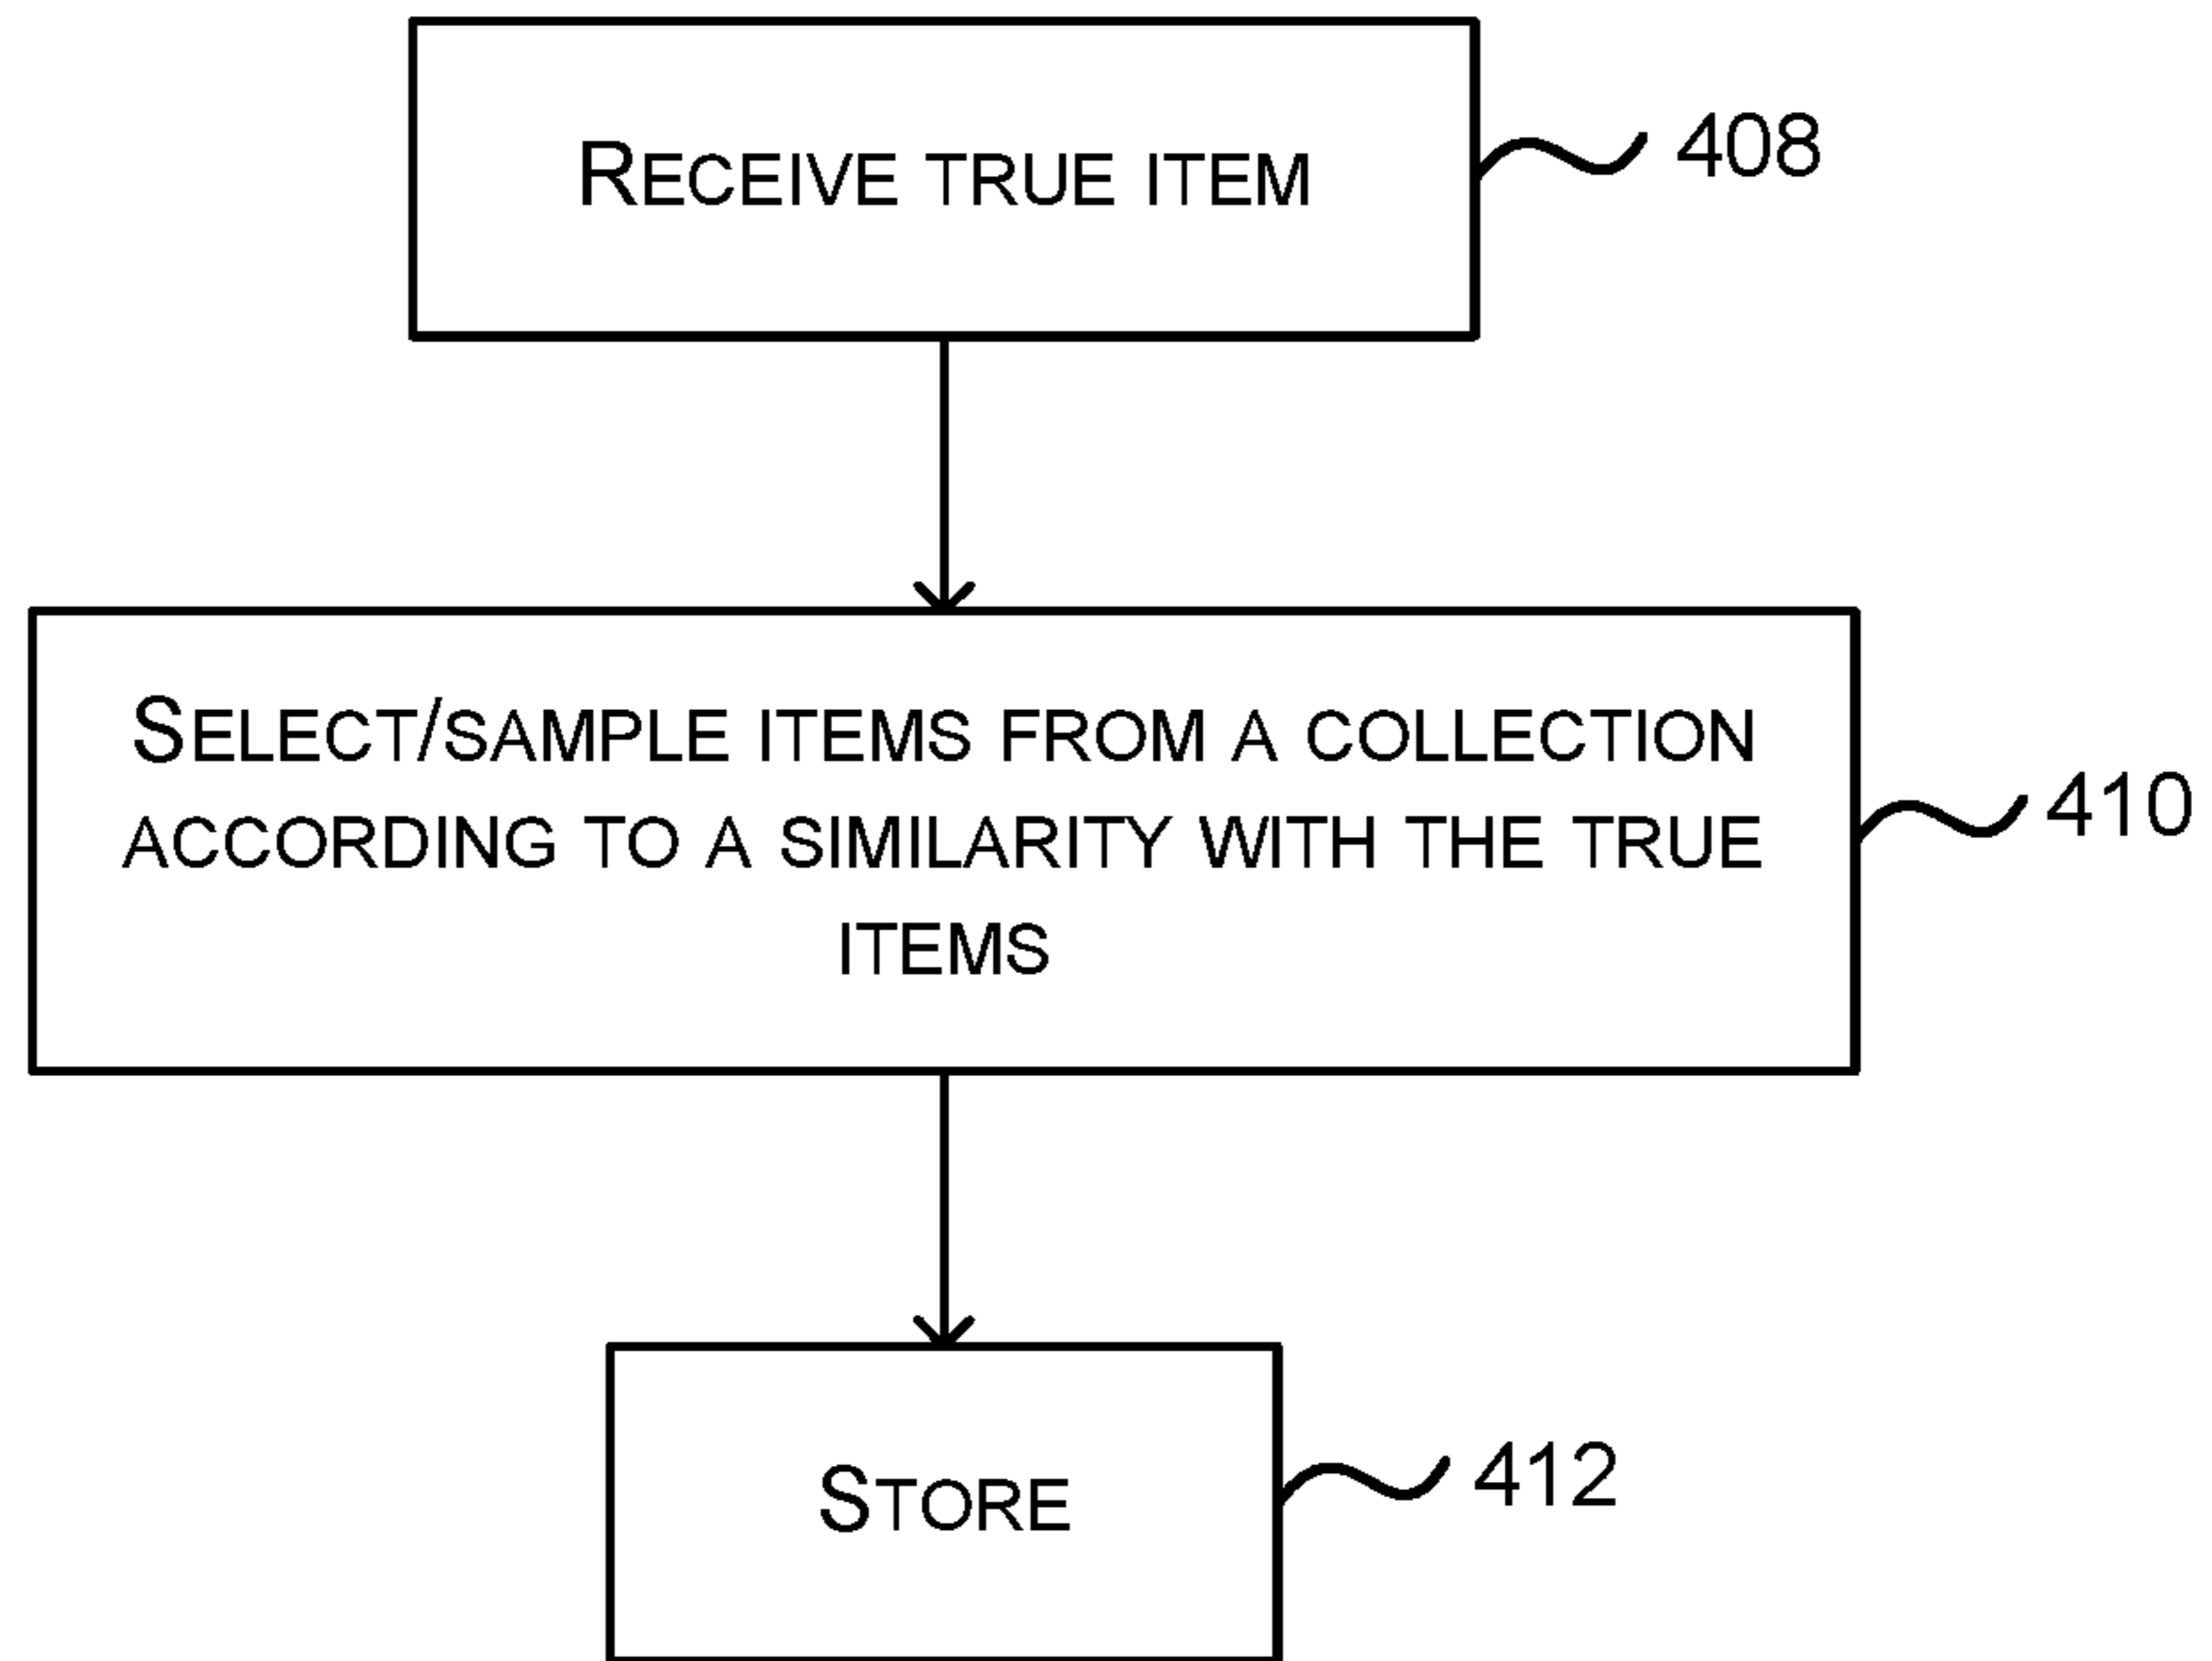 Receive true item
408
Select/sample items from a collection
according to a similarity with the true
items
410
Store
412